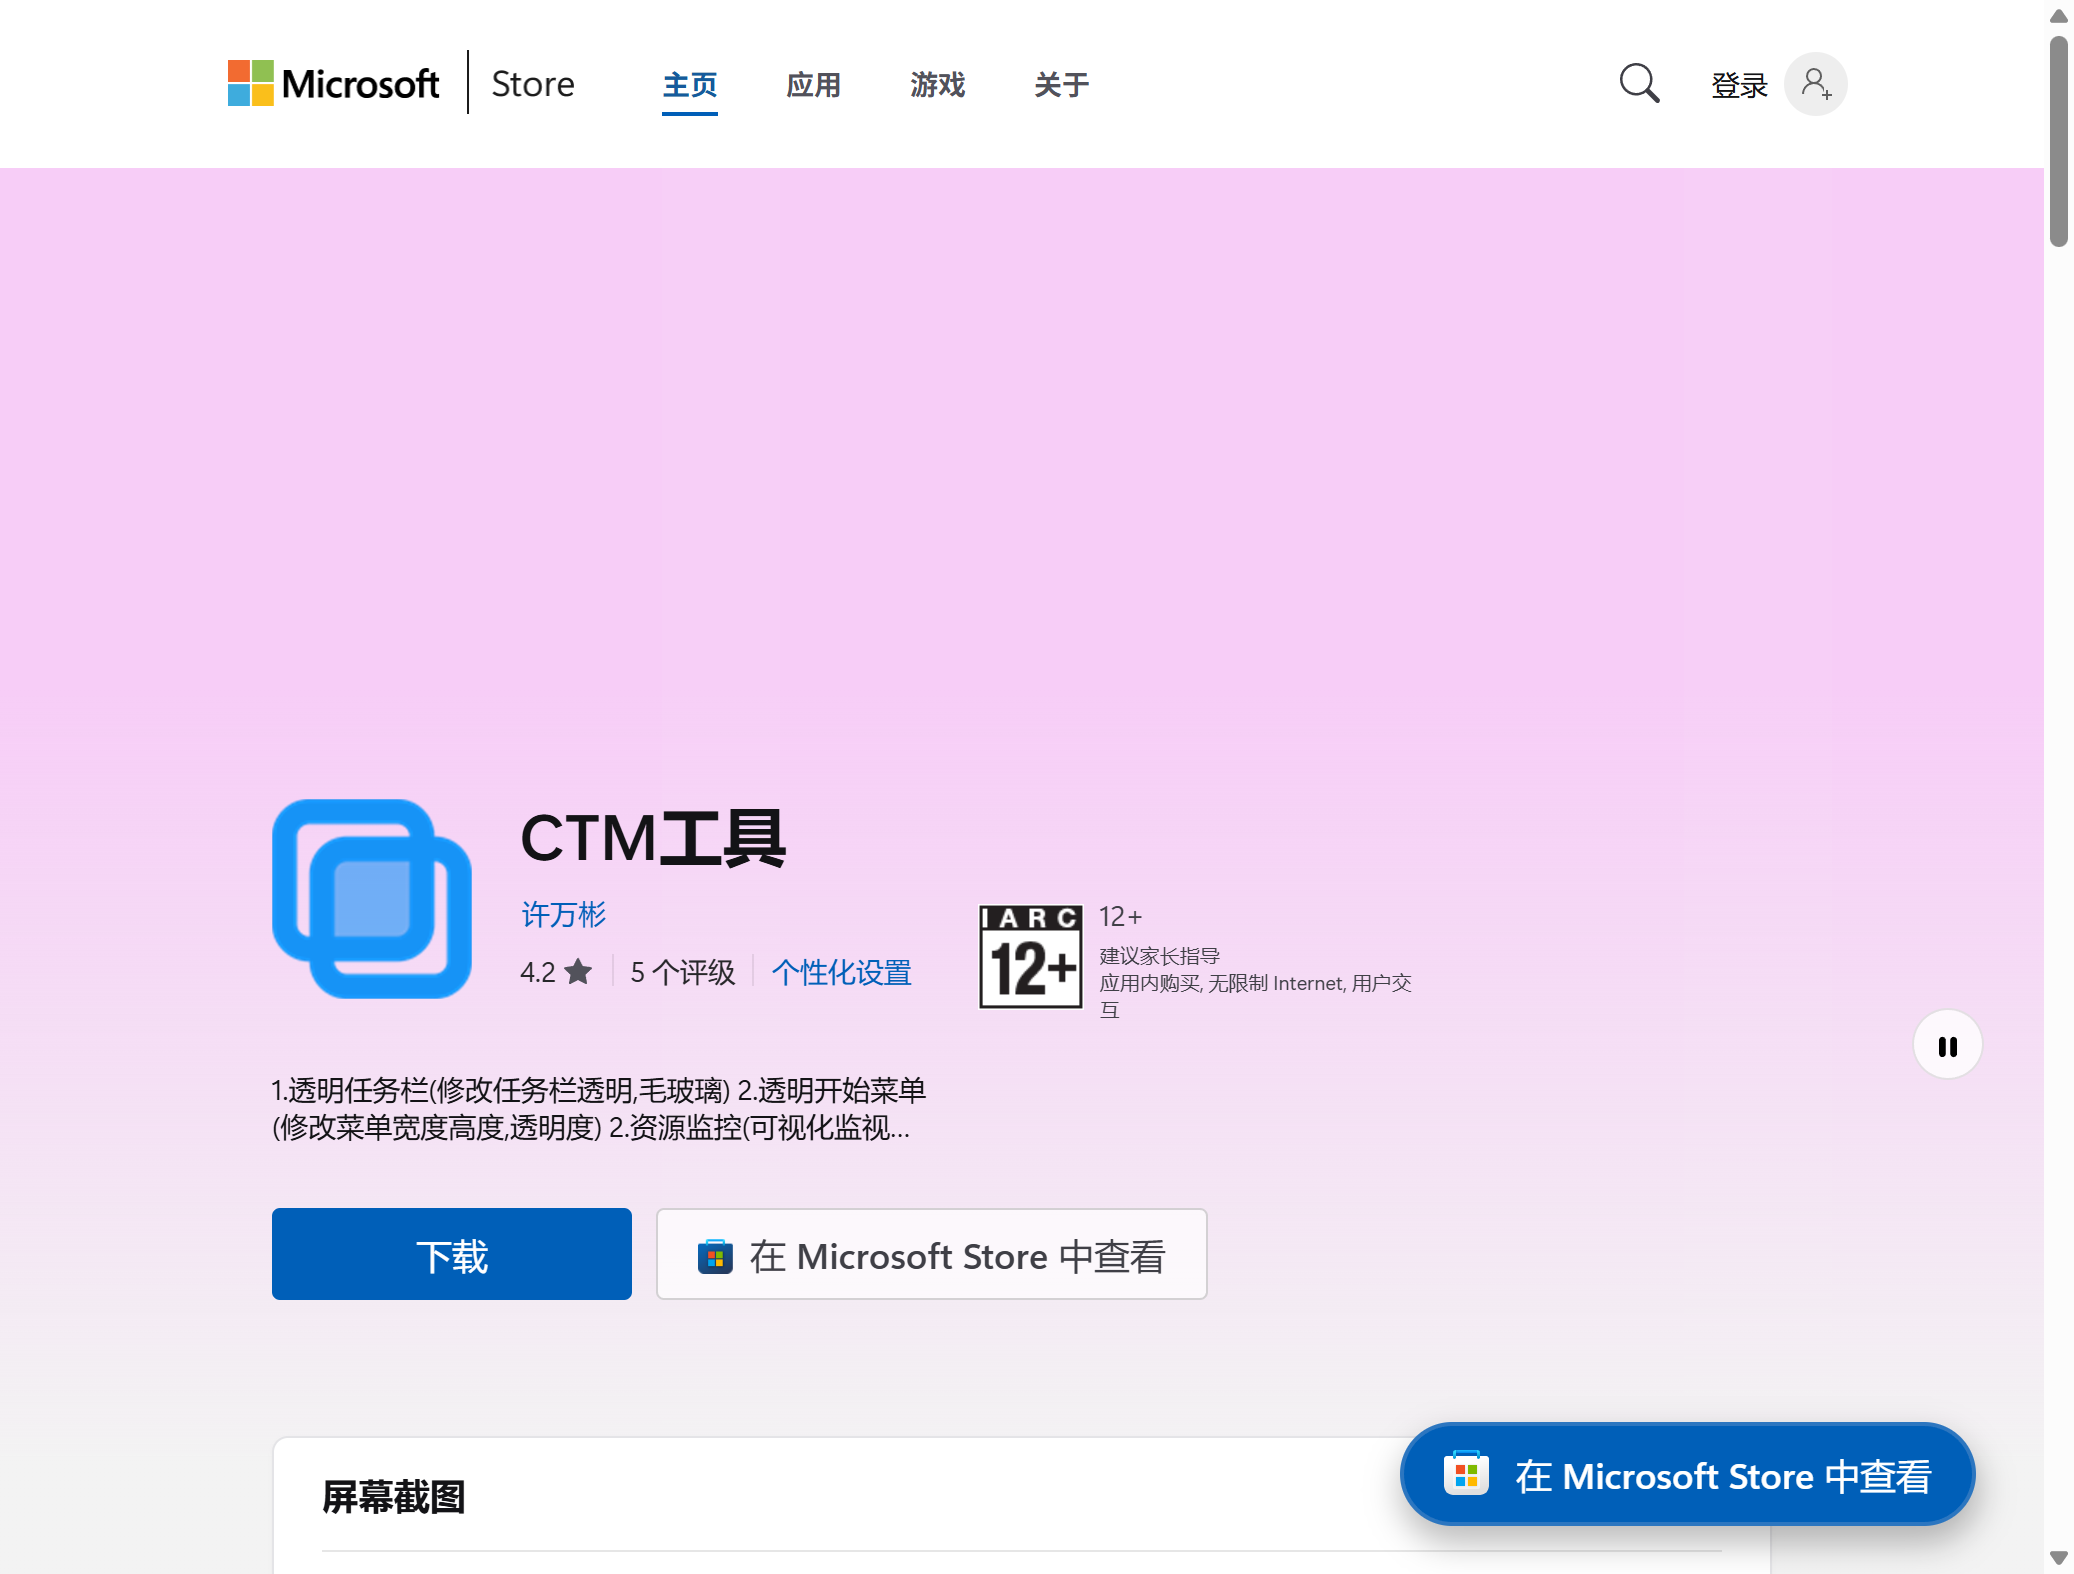 Microsoft Store 主页 应用 游戏 关于 登录
CTM工具
许万彬
4.2 5 个评级 个性化设置
IARC
12+
12+
建议家长指导
应用内购买, 无限制 Internet, 用户交
互
1.透明任务栏(修改任务栏透明,毛玻璃) 2.透明开始菜单
(修改菜单宽度高度,透明度) 2.资源监控(可视化监视...
下载
在 Microsoft Store 中查看
屏幕截图
在 Microsoft Store 中查看